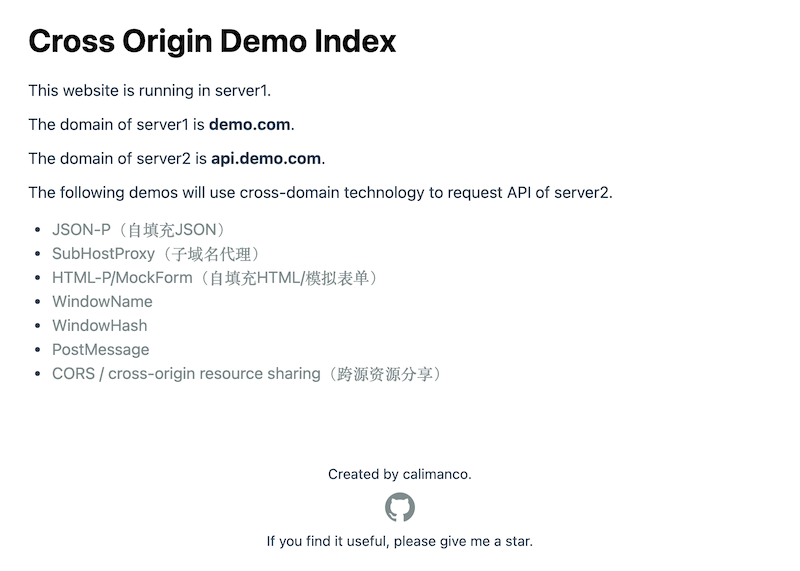 Cross Origin Demo Index
This website is running in server1.
The domain of server1 is demo.com.
The domain of server2 is api.demo.com.
The following demos will use cross-domain technology to request API of server2.
JSON-P（自填充JSON）
SubHostProxy（子域名代理）
HTML-P/MockForm（自填充HTML/模拟表单）
WindowName
WindowHash
PostMessage
CORS / cross-origin resource sharing（跨源资源分享）
Created by calimanco.
If you find it useful, please give me a star.